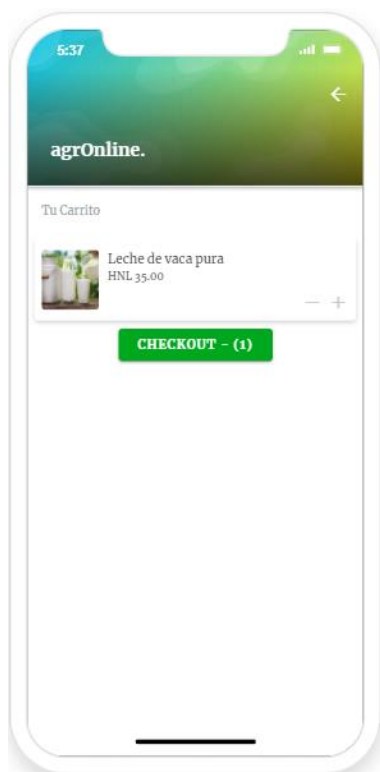 5:37
agrOnline.
Tu Carrito
Leche de vaca pura
HNL 35.00
CHECKOUT - (1)